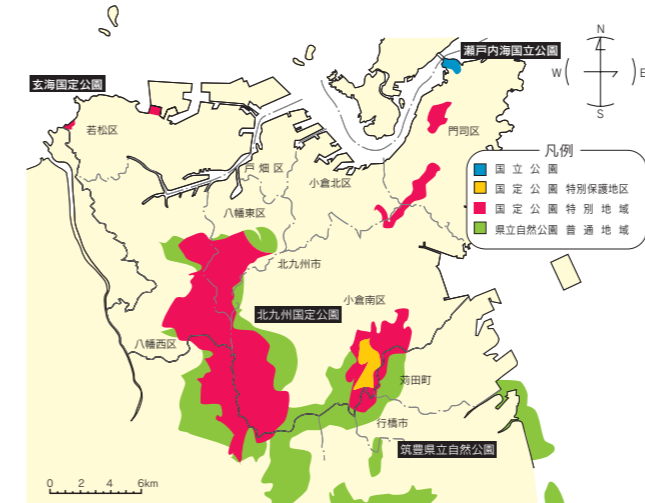 瀬戸内海国立公園
N
W
E
S
玄海国定公園
若松区
門司区
戸畑区
小倉北区
凡例
国立公園
国定公園 特別保護地区
国定公園 特別地域
県立自然公園 普通地域
八幡東区
北九州市
小倉南区
北九州国定公園
八幡西区
苅田町
行橋市
筑豊県立自然公園
0 2 4 6km